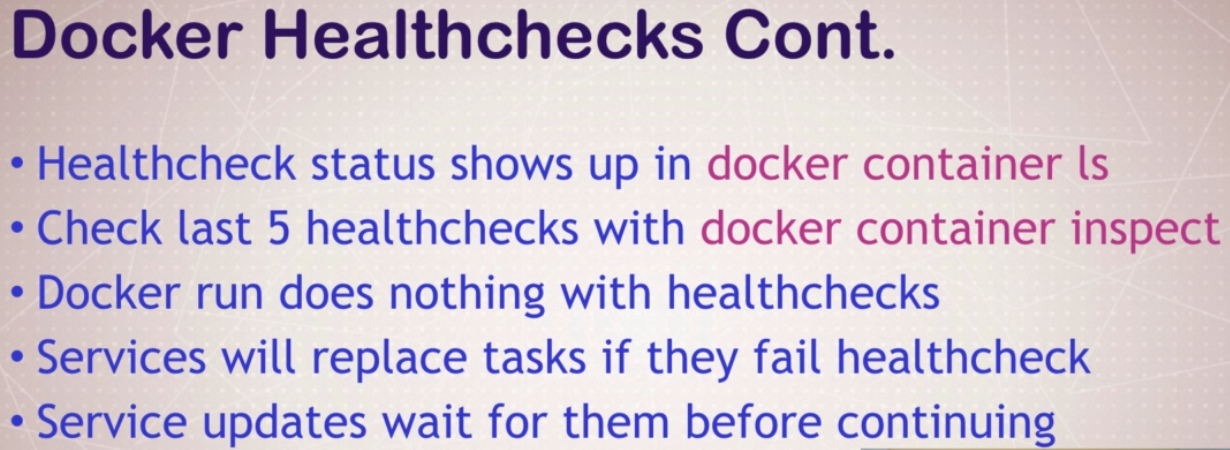 Docker Healthchecks Cont.
• Healthcheck status shows up in docker container ls
• Check last 5 healthchecks with docker container inspect
• Docker run does nothing with healthchecks
• Services will replace tasks if they fail healthcheck
• Service updates wait for them before continuing